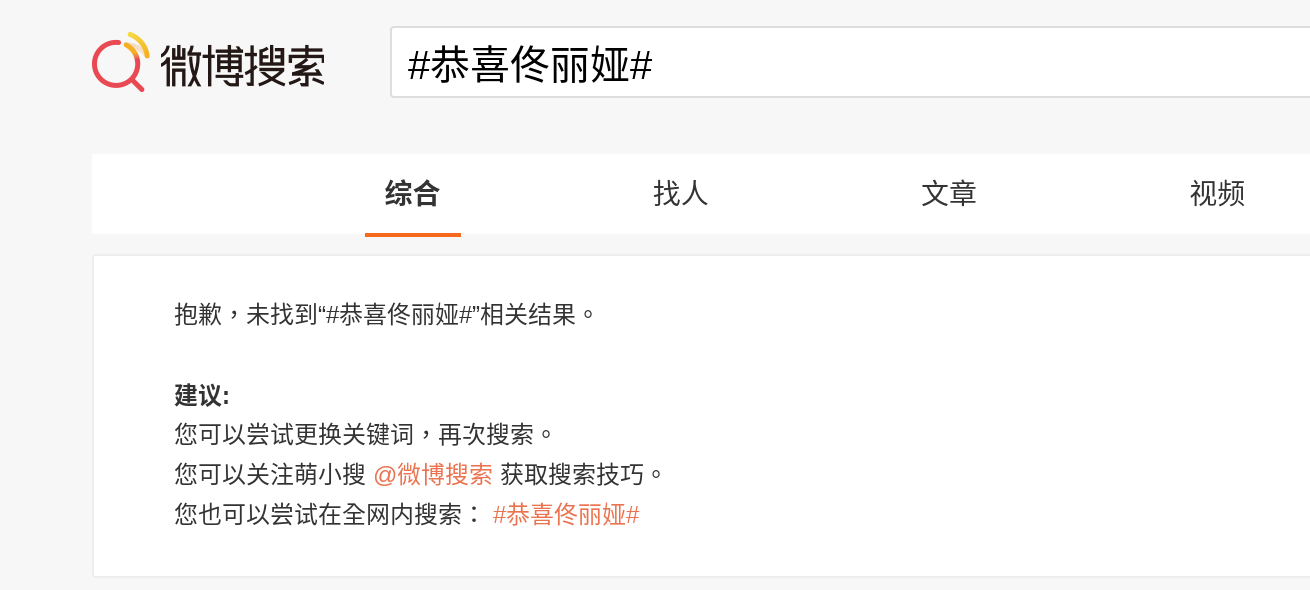 微博搜索
#恭喜佟丽娅#
综合 找人 文章 视频
抱歉，未找到“#恭喜佟丽娅#”相关结果。
建议:
您可以尝试更换关键词，再次搜索。
您可以关注萌小搜 @微博搜索 获取搜索技巧。
您也可以尝试在全网内搜索： #恭喜佟丽娅#